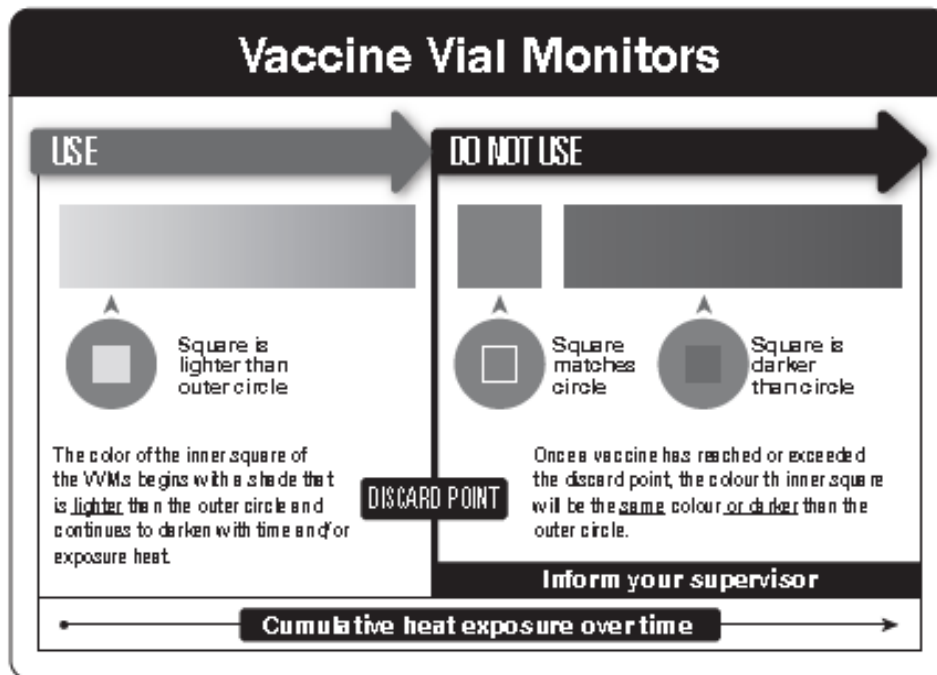 Vaccine Vial Monitors
USE
DO NOT USE
Square is
lighter than
outer circle
Square
matches
circle
Square is
darker
than circle
The color of the inner square of
the VVMs begins with a shade that
is lighter than the outer circle and
continues to darken with time and/or
exposure heat.
DISCARD POINT
Once a vaccine has reached or exceeded
the discard point, the colour th inner square
will be the same colour or darker than the
outer circle.
Inform your supervisor
Cumulative heat exposure over time